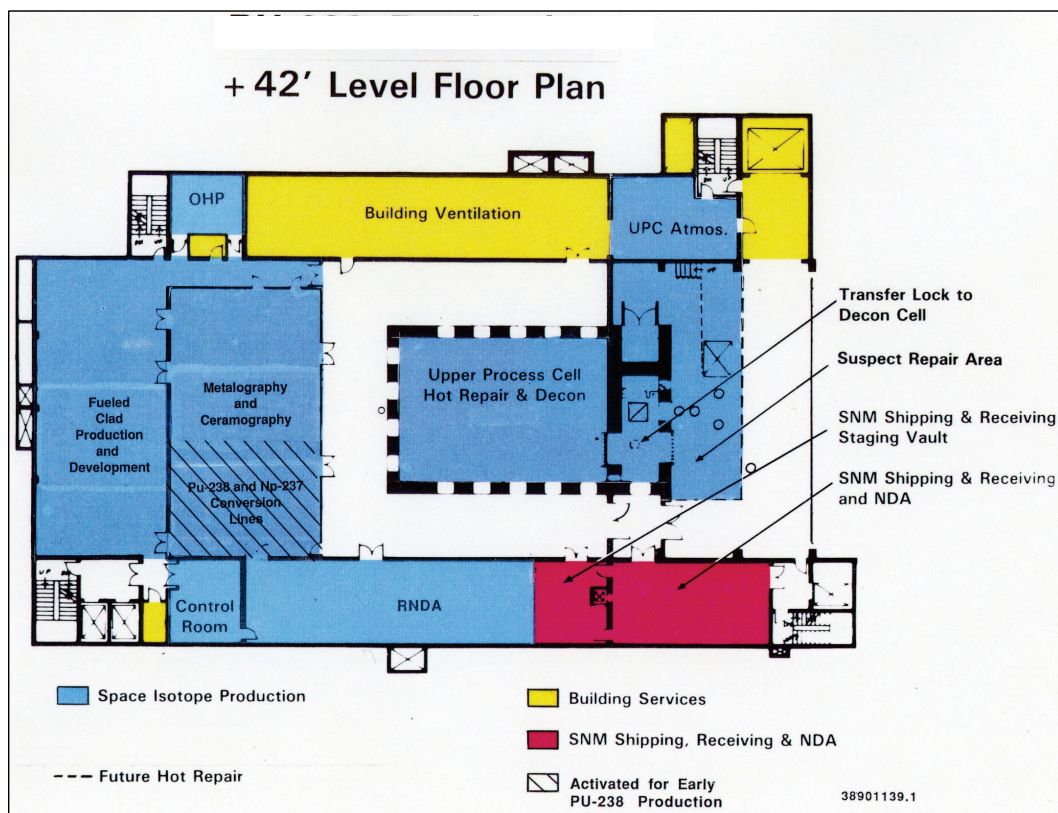 + 42' Level Floor Plan
OHP
Building Ventilation
UPC Atmos.
Transfer Lock to
Decon Cell
Suspect Repair Area
SNM Shipping & Receiving
Staging Vault
SNM Shipping & Receiving
and NDA
Upper Process Cell
Hot Repair & Decon
Metalography
and
Ceramography
Fueled
Clad
Production
and
Development
Pu-238 and Np-237
Conversion
Lines
Control
Room
RNDA
Space Isotope Production
Building Services
SNM Shipping, Receiving & NDA
Future Hot Repair
Activated for Early
PU-238 Production
38901139.1